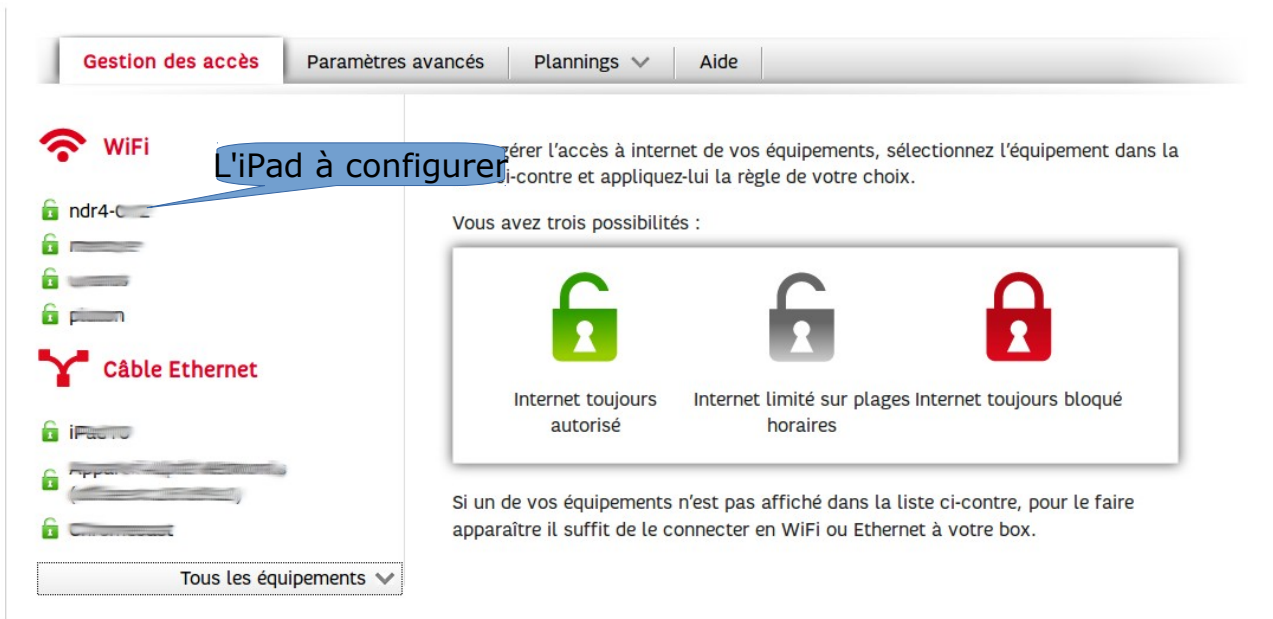 Gestion des accès
Paramètres avancés
Plannings
Aide
WiFi
L'iPad à configurer
gérer l'accès à internet de vos équipements, sélectionnez l'équipement dans la
ci-contre et appliquez-lui la règle de votre choix.
ndr4-
Vous avez trois possibilités :
Câble Ethernet
Internet toujours
autorisé
Internet limité sur plages
horaires
Internet toujours bloqué
Si un de vos équipements n'est pas affiché dans la liste ci-contre, pour le faire
apparaître il suffit de le connecter en WiFi ou Ethernet à votre box.
Tous les équipements